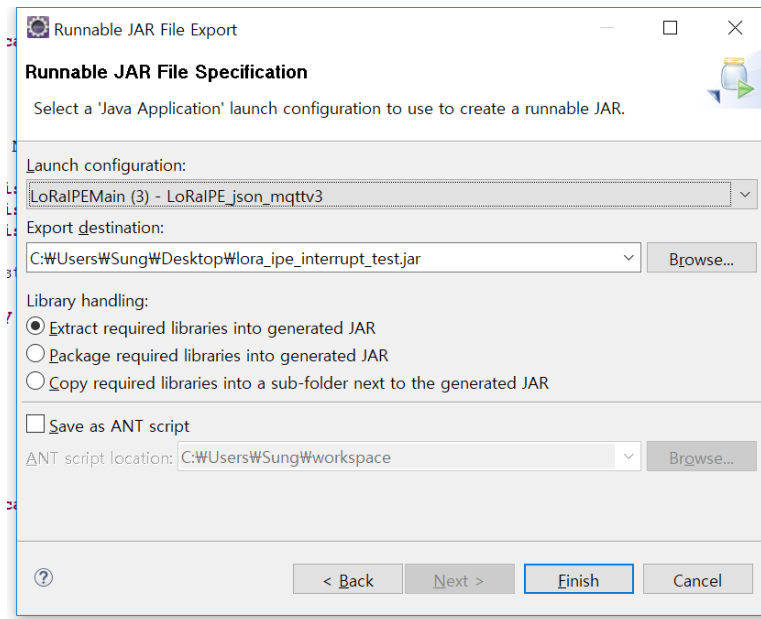 Runnable JAR File Export
Runnable JAR File Specification
Select a 'Java Application' launch configuration to use to create a runnable JAR.
Launch configuration:
LoRaIPEMain (3) - LoRaIPE_json_mqttv3
Export destination:
C:₩Users₩Sung₩Desktop₩lora_ipe_interrupt_test.jar
Browse...
Library handling:
Extract required libraries into generated JAR
Package required libraries into generated JAR
Copy required libraries into a sub-folder next to the generated JAR
Save as ANT script
ANT script location: C:₩Users₩Sung₩workspace
Browse...
? < Back Next > Finish Cancel